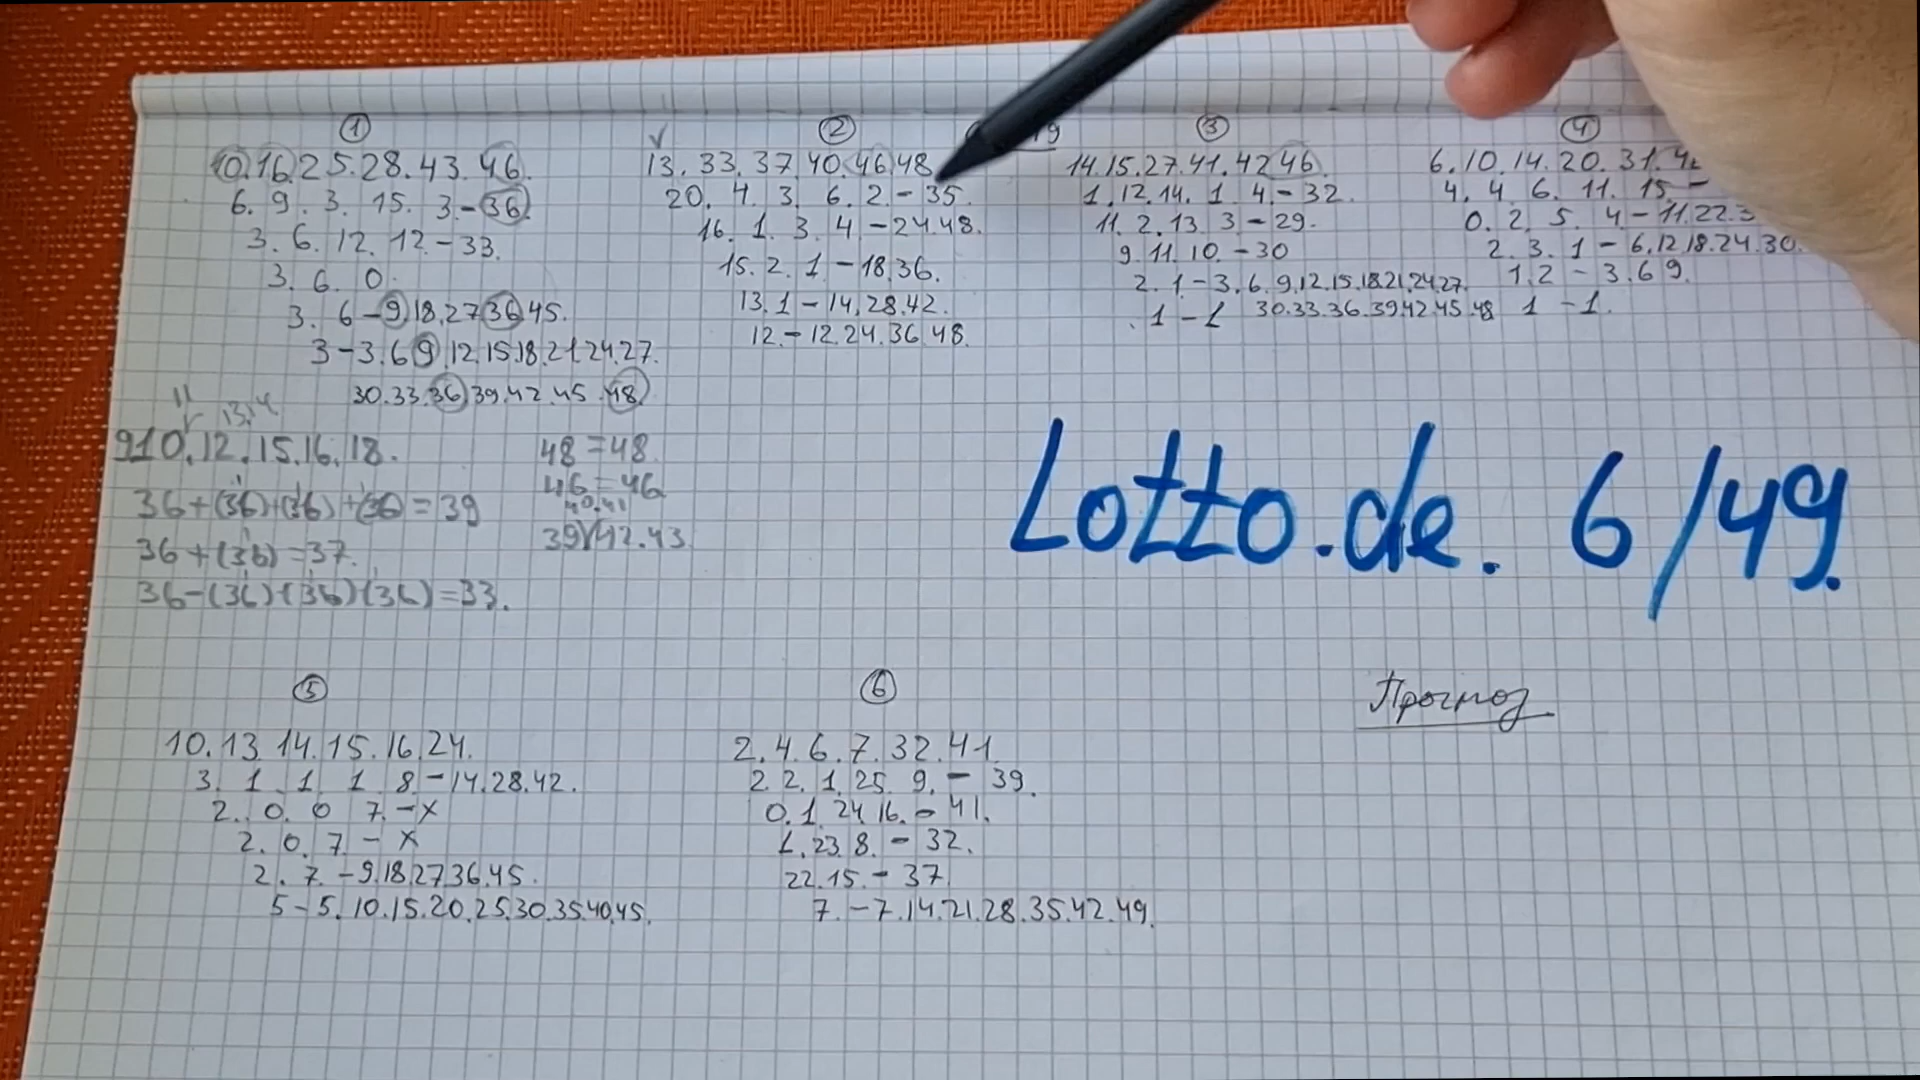 ①
10.16.25.28.43.46.
6. 9. 3. 15. 3-36.
3. 6. 12. 12-33.
3. 6. 0.
3. 6-9.18.27.36.45.
3-3.6.9.12.15.18.21.24.27.
30.33.36.39.42.45.48
②
13.33.37.40.46.48
20. 4. 3. 6. 2-35.
16. 1. 3. 4-24.48.
15. 2. 1-18.36.
13.1-14.28.42.
12.-12.24.36.48.
③
14.15.27.41.42.46.
1.12.14. 1. 4-32.
11. 2. 13. 3-29.
9. 11. 10.-30
2. 1-3.6.9.12.15.18.21.24.27.
30.33.36.39.42.45.48
1-1
④
6.10.14.20.31.
4. 4. 6. 11. 15-
0. 2. 5. 4-11.22.
2. 3. 1-6.12.18.24.30.
1.2-3.6.9.
1-1.
11
13.14
9 10.12.15.16.18.
36+(36)+(36)+(36)=39
36+(36)=37.
36-(36)-(36)-(36)=33.
48=48.
46=46
40.41
39.42.43.
Lotto.de. 6/49.
⑤
10.13.14.15.16.24.
3. 1. 1. 1. 8-14.28.42.
2. 0. 0 7.-x
2. 0. 7-x
2. 7.-9.18.27.36.45.
5-5.10.15.20.25.30.35.40.45.
⑥
2.4.6.7.32.41.
2.2.1.25.9.-39.
0.1.24.16.-41.
1.23.8.-32.
22.15.-37.
7.-7.14.21.28.35.42.49.
Прогноз